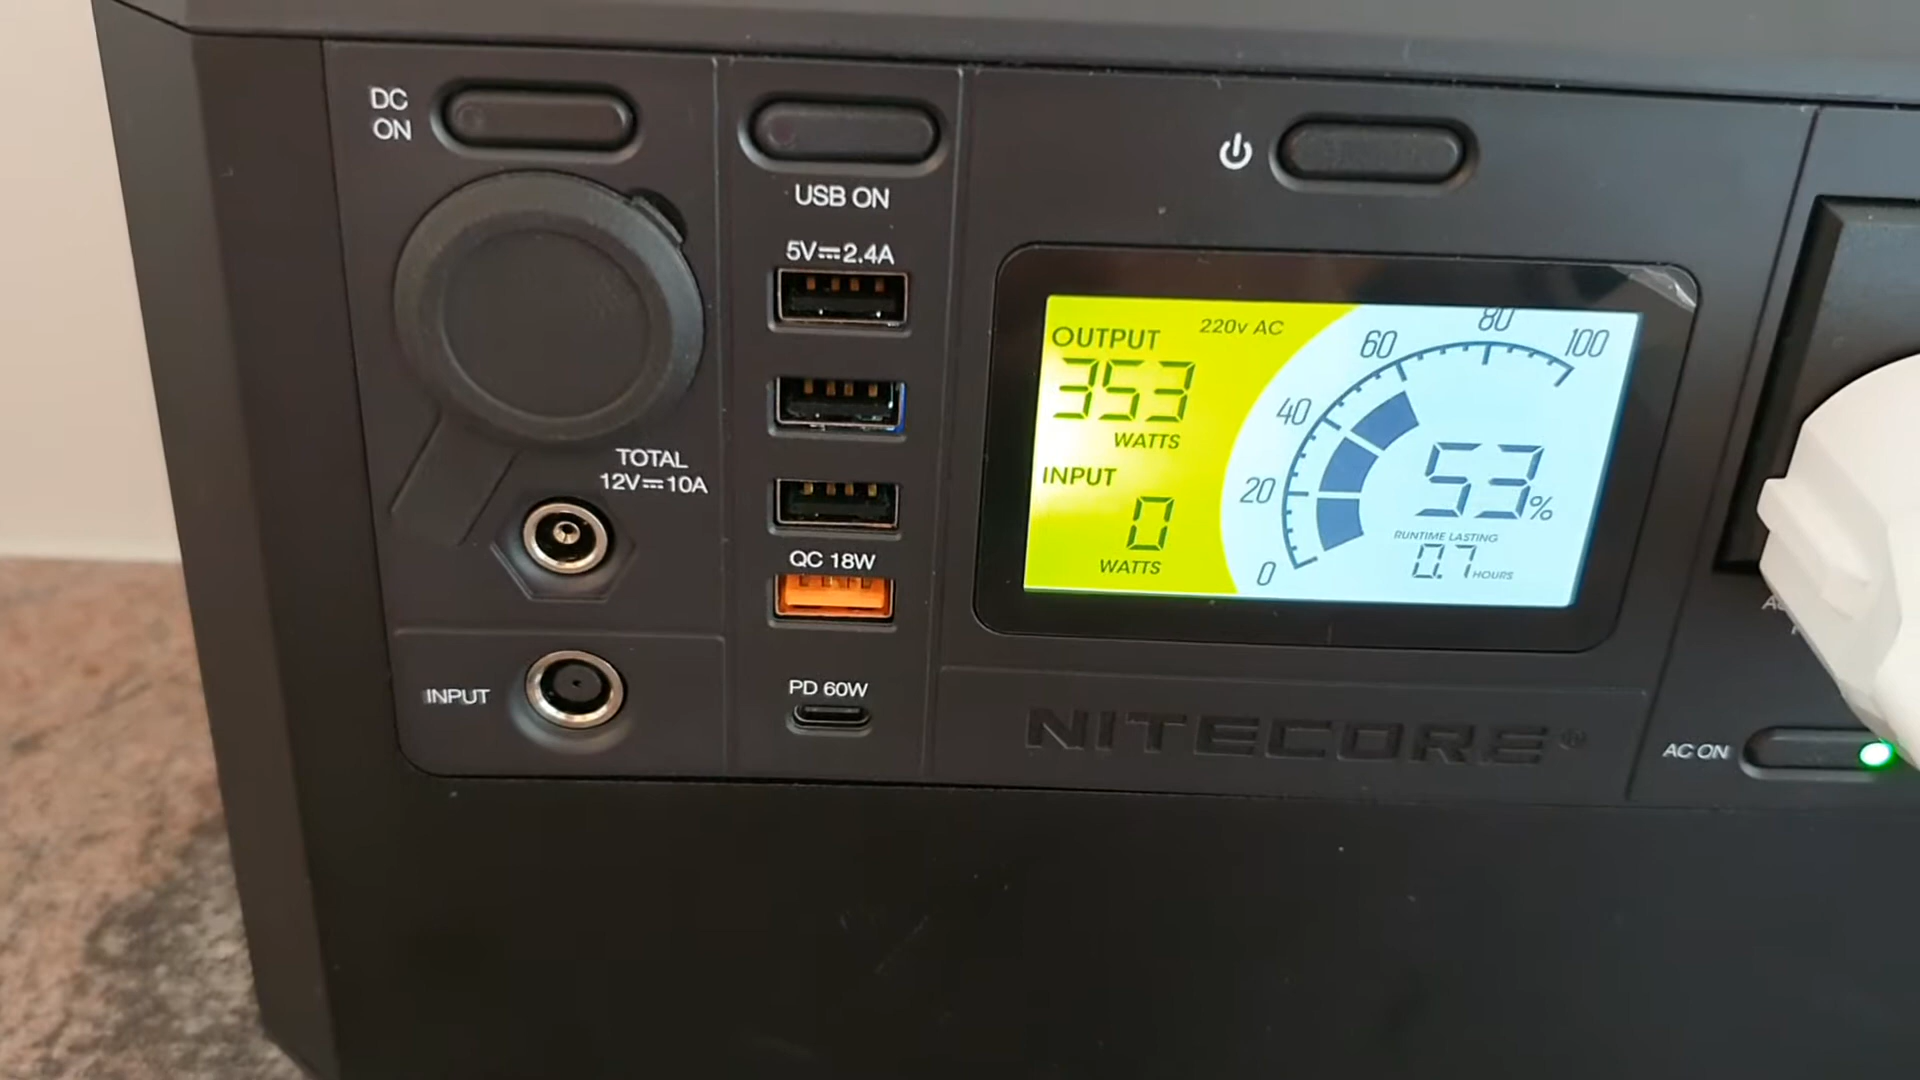 DC
ON
USB ON
5V⎓2.4A
TOTAL
12V⎓10A
QC 18W
INPUT
PD 60W
OUTPUT
220v AC
353
WATTS
INPUT
0
WATTS
0
20
40
60
80
100
53%
RUNTIME LASTING
0.7 HOURS
NITECORE®
AC ON